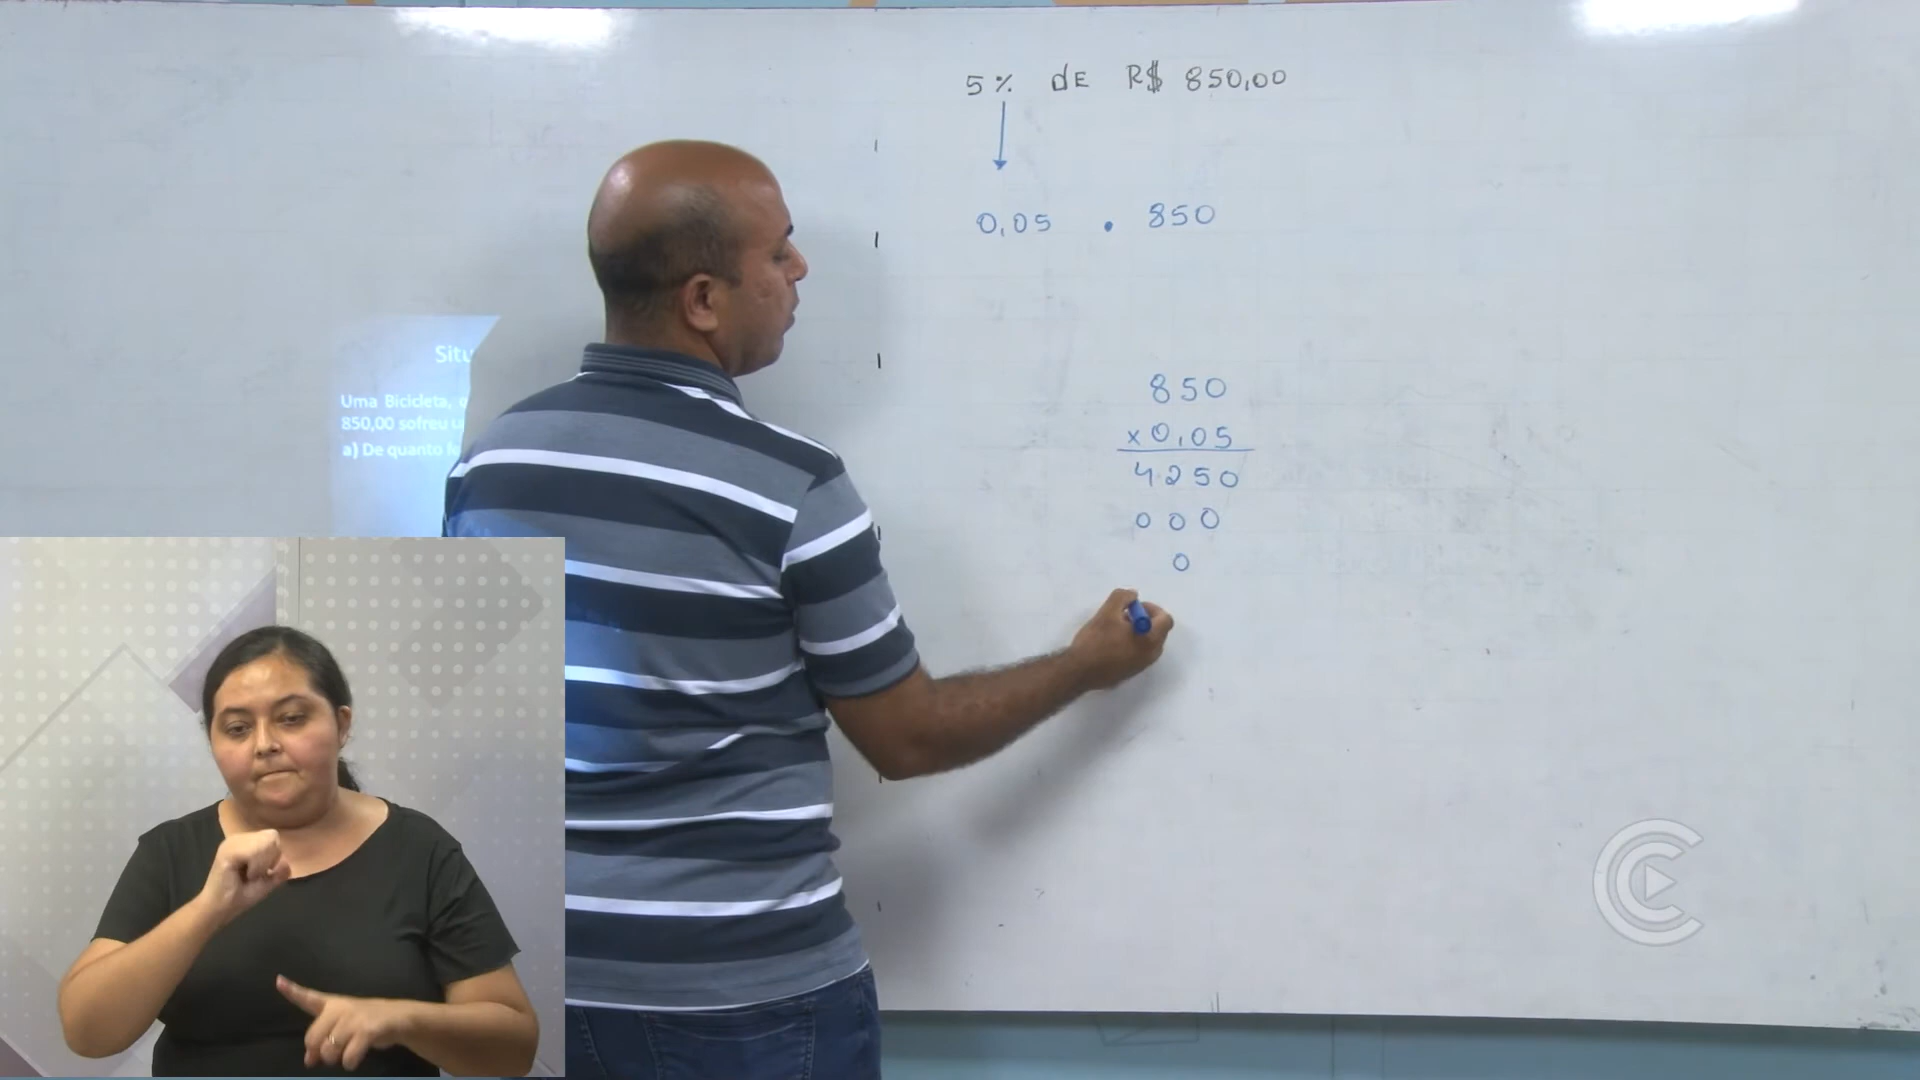 5% dE R$ 850,00
0,05 . 850
850
x 0,05
4250
000
0
Uma Bicicleta,
850,00 sofreu
a) De quanto